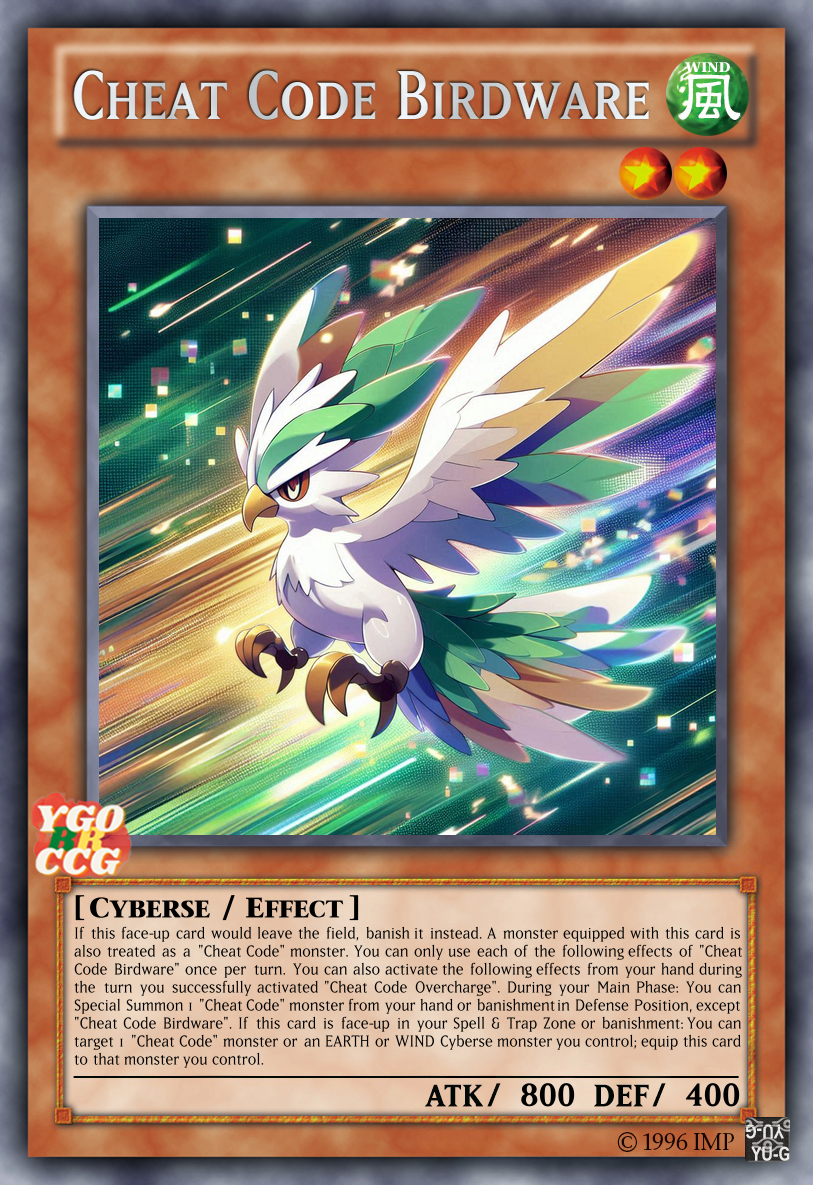 CHEAT CODE BIRDWARE
WIND
風
[ CYBERSE / EFFECT ]
If this face-up card would leave the field, banish it instead. A monster equipped with this card is
also treated as a "Cheat Code" monster. You can only use each of the following effects of "Cheat
Code Birdware" once per turn. You can also activate the following effects from your hand during
the turn you successfully activated "Cheat Code Overcharge". During your Main Phase: You can
Special Summon 1 "Cheat Code" monster from your hand or banishment in Defense Position, except
"Cheat Code Birdware". If this card is face-up in your Spell & Trap Zone or banishment: You can
target 1 "Cheat Code" monster or an EARTH or WIND Cyberse monster you control; equip this card
to that monster you control.
ATK/ 800 DEF/ 400
YGO
BR
CCG
© 1996 IMP
YU-G
YU-G